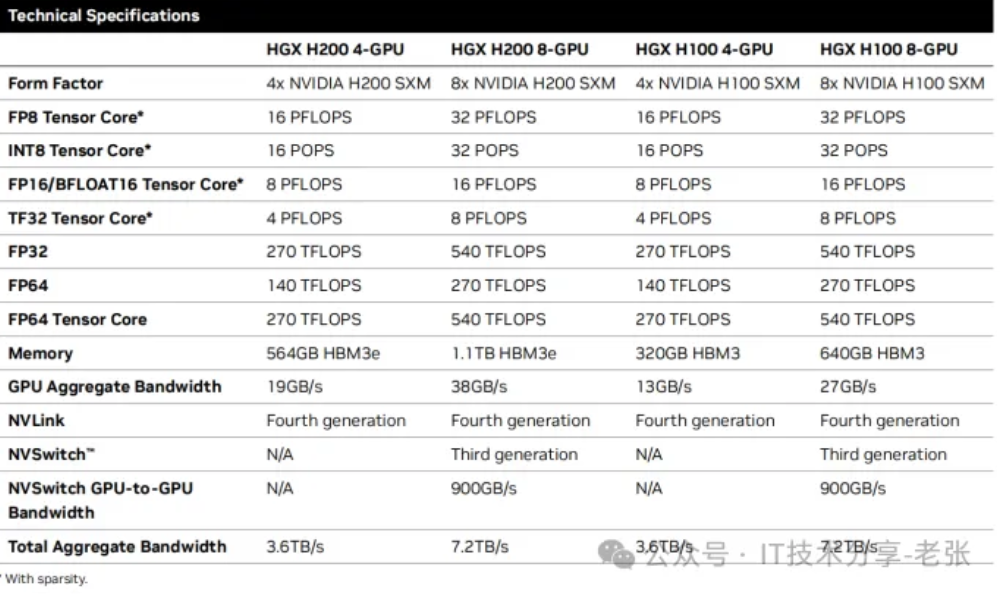 Technical Specifications
HGX H200 4-GPU HGX H200 8-GPU HGX H100 4-GPU HGX H100 8-GPU
Form Factor 4x NVIDIA H200 SXM 8x NVIDIA H200 SXM 4x NVIDIA H100 SXM 8x NVIDIA H100 SXM
FP8 Tensor Core* 16 PFLOPS 32 PFLOPS 16 PFLOPS 32 PFLOPS
INT8 Tensor Core* 16 POPS 32 POPS 16 POPS 32 POPS
FP16/BFLOAT16 Tensor Core* 8 PFLOPS 16 PFLOPS 8 PFLOPS 16 PFLOPS
TF32 Tensor Core* 4 PFLOPS 8 PFLOPS 4 PFLOPS 8 PFLOPS
FP32 270 TFLOPS 540 TFLOPS 270 TFLOPS 540 TFLOPS
FP64 140 TFLOPS 270 TFLOPS 140 TFLOPS 270 TFLOPS
FP64 Tensor Core 270 TFLOPS 540 TFLOPS 270 TFLOPS 540 TFLOPS
Memory 564GB HBM3e 1.1TB HBM3e 320GB HBM3 640GB HBM3
GPU Aggregate Bandwidth 19GB/s 38GB/s 13GB/s 27GB/s
NVLink Fourth generation Fourth generation Fourth generation Fourth generation
NVSwitch™ N/A Third generation N/A Third generation
NVSwitch GPU-to-GPU N/A 900GB/s N/A 900GB/s
Bandwidth
Total Aggregate Bandwidth 3.6TB/s 7.2TB/s 3.6TB/s 7.2TB/s
公众号 · IT技术分享-老张
* With sparsity.